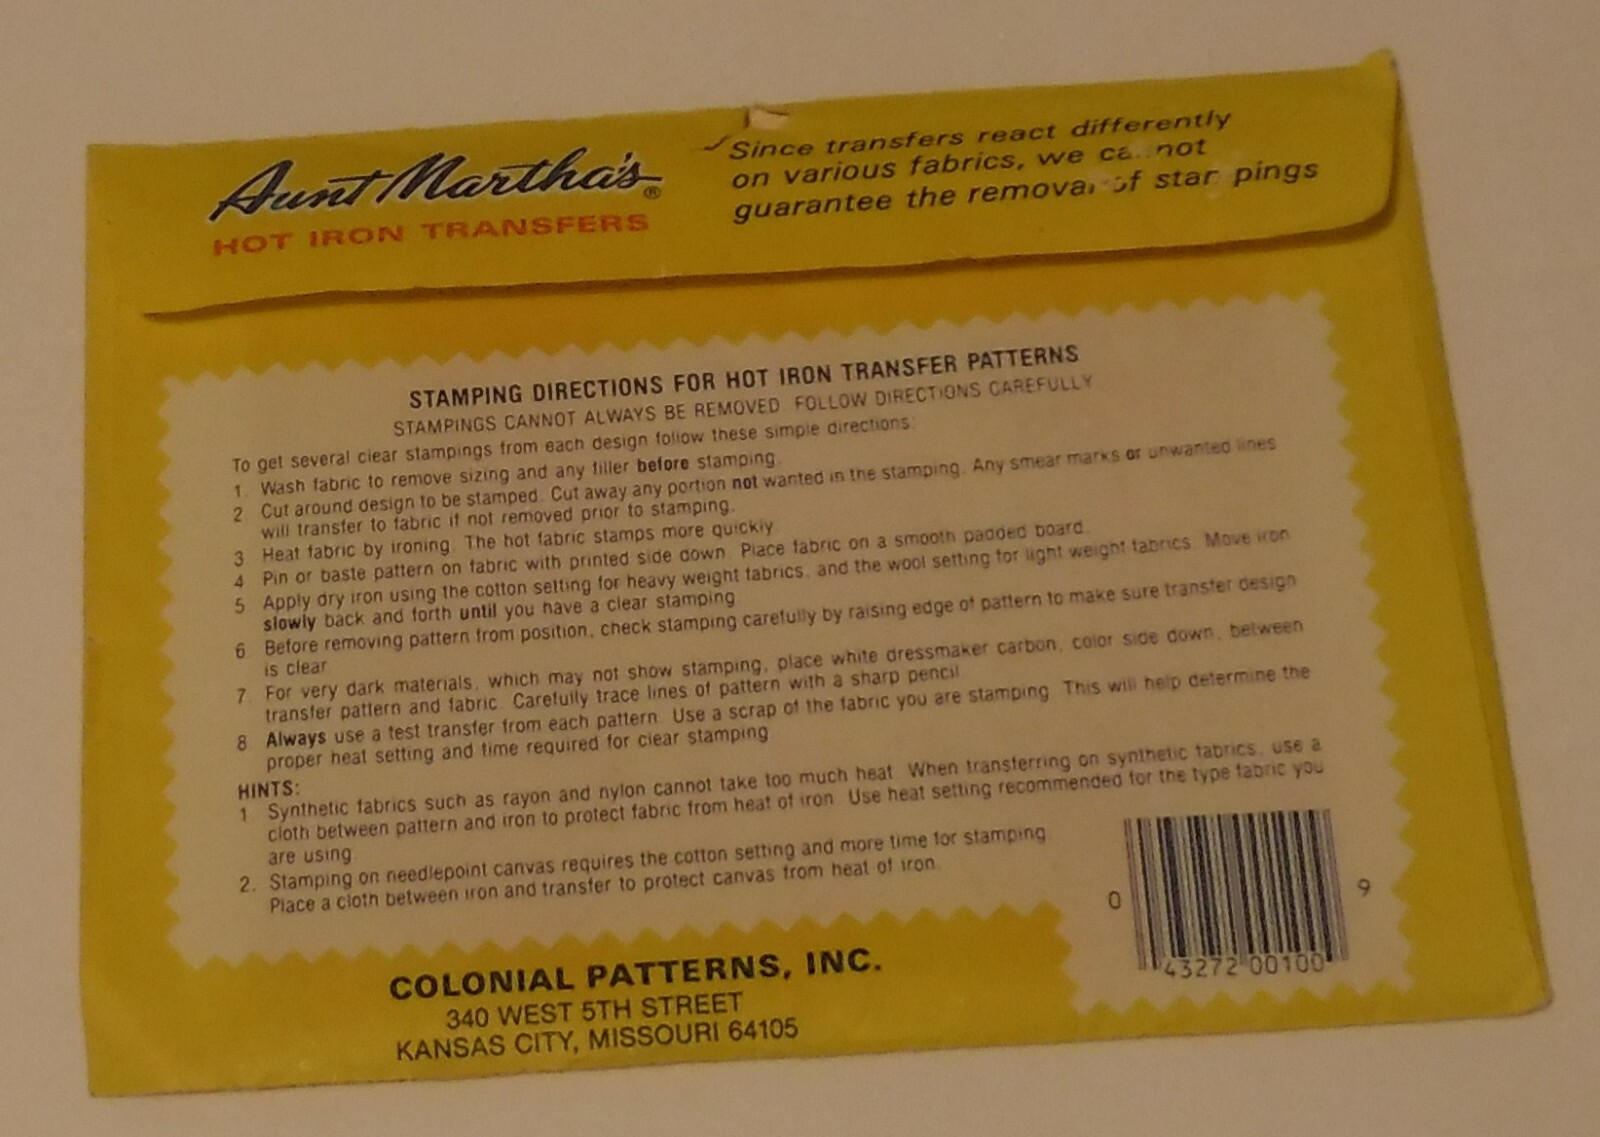 Aunt Martha's®
HOT IRON TRANSFERS
Since transfers react differently
on various fabrics, we cannot
guarantee the removal of stampings
STAMPING DIRECTIONS FOR HOT IRON TRANSFER PATTERNS
STAMPINGS CANNOT ALWAYS BE REMOVED. FOLLOW DIRECTIONS CAREFULLY
To get several clear stampings from each design follow these simple directions:
1. Wash fabric to remove sizing and any filler before stamping.
2 Cut around design to be stamped. Cut away any portion not wanted in the stamping. Any smear marks or unwanted lines
will transfer to fabric if not removed prior to stamping.
3 Heat fabric by ironing. The hot fabric stamps more quickly
4 Pin or baste pattern on fabric with printed side down. Place fabric on a smooth padded board.
5 Apply dry iron using the cotton setting for heavy weight fabrics, and the wool setting for light weight fabrics. Move iron
slowly back and forth until you have a clear stamping
6 Before removing pattern from position, check stamping carefully by raising edge of pattern to make sure transfer design
is clear
7 For very dark materials, which may not show stamping, place white dressmaker carbon, color side down, between
transfer pattern and fabric. Carefully trace lines of pattern with a sharp pencil
8 Always use a test transfer from each pattern. Use a scrap of the fabric you are stamping. This will help determine the
proper heat setting and time required for clear stamping
HINTS:
1 Synthetic fabrics such as rayon and nylon cannot take too much heat. When transferring on synthetic fabrics, use a
cloth between pattern and iron to protect fabric from heat of iron. Use heat setting recommended for the type fabric you
are using
2. Stamping on needlepoint canvas requires the cotton setting and more time for stamping
Place a cloth between iron and transfer to protect canvas from heat of iron.
0 43272 00100 9
COLONIAL PATTERNS, INC.
340 WEST 5TH STREET
KANSAS CITY, MISSOURI 64105